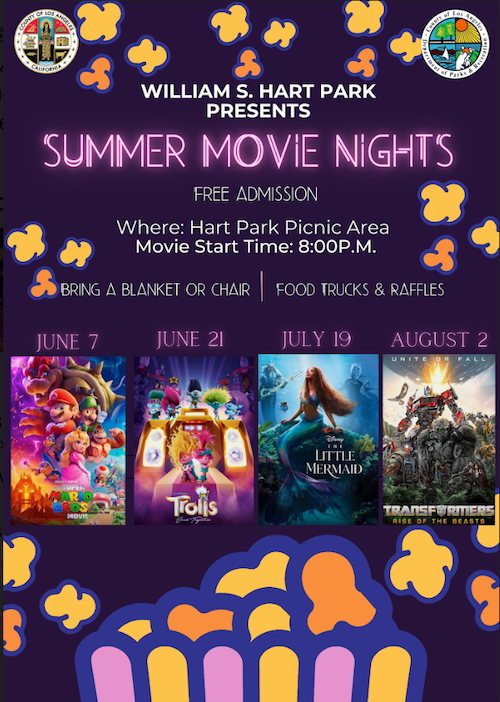 COUNTY OF LOS ANGELES
CALIFORNIA
County of Los Angeles
Department of Parks & Recreation
WILLIAM S. HART PARK
PRESENTS
SUMMER MOVIE NIGHTS
FREE ADMISSION
Where: Hart Park Picnic Area
Movie Start Time: 8:00P.M.
BRING A BLANKET OR CHAIR | FOOD TRUCKS & RAFFLES
JUNE 7 JUNE 21 JULY 19 AUGUST 2
UNITE OR FALL
THE SUPER
MARIO
BROS
MOVIE
Trolls
Band Together
Disney
THE
LITTLE
MERMAID
TRANSFORMERS
RISE OF THE BEASTS